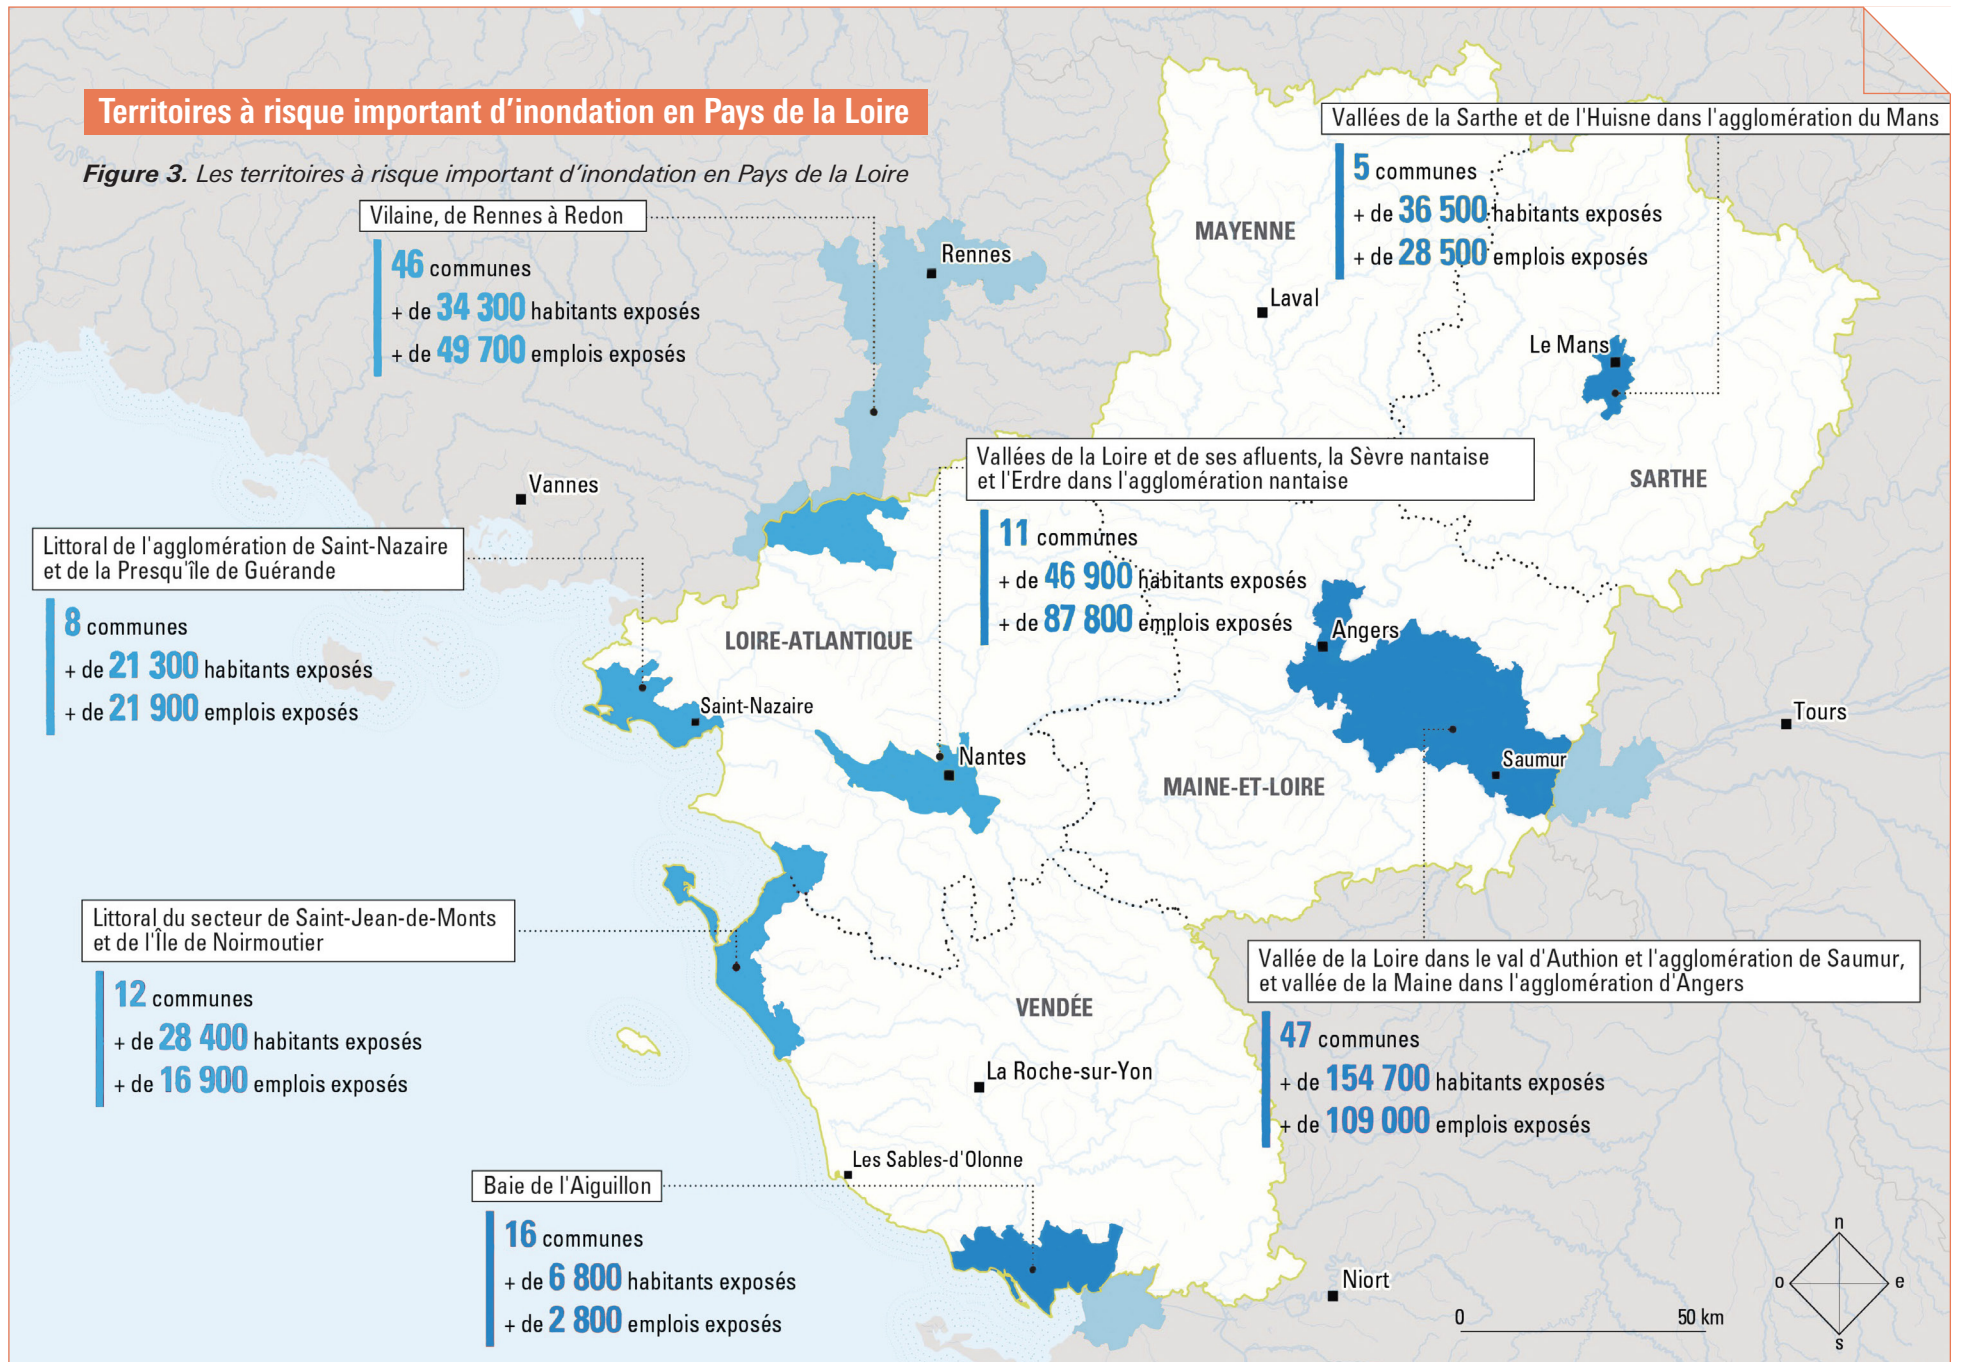 Territoires à risque important d'inondation en Pays de la Loire
Figure 3. Les territoires à risque important d'inondation en Pays de la Loire
Vallées de la Sarthe et de l'Huisne dans l'agglomération du Mans
5 communes
+ de 36 500 habitants exposés
+ de 28 500 emplois exposés
Vilaine, de Rennes à Redon
46 communes
+ de 34 300 habitants exposés
+ de 49 700 emplois exposés
Rennes
MAYENNE
Laval
Le Mans
SARTHE
Vannes
Vallées de la Loire et de ses afluents, la Sèvre nantaise
et l'Erdre dans l'agglomération nantaise
11 communes
+ de 46 900 habitants exposés
+ de 87 800 emplois exposés
Littoral de l'agglomération de Saint-Nazaire
et de la Presqu'île de Guérande
8 communes
+ de 21 300 habitants exposés
+ de 21 900 emplois exposés
LOIRE-ATLANTIQUE
Angers
Saint-Nazaire
Tours
Nantes
Saumur
MAINE-ET-LOIRE
Littoral du secteur de Saint-Jean-de-Monts
et de l'Île de Noirmoutier
12 communes
+ de 28 400 habitants exposés
+ de 16 900 emplois exposés
Vallée de la Loire dans le val d'Authion et l'agglomération de Saumur,
et vallée de la Maine dans l'agglomération d'Angers
47 communes
+ de 154 700 habitants exposés
+ de 109 000 emplois exposés
VENDÉE
La Roche-sur-Yon
Les Sables-d'Olonne
Baie de l'Aiguillon
16 communes
+ de 6 800 habitants exposés
+ de 2 800 emplois exposés
Niort
0 50 km
n
o e
s